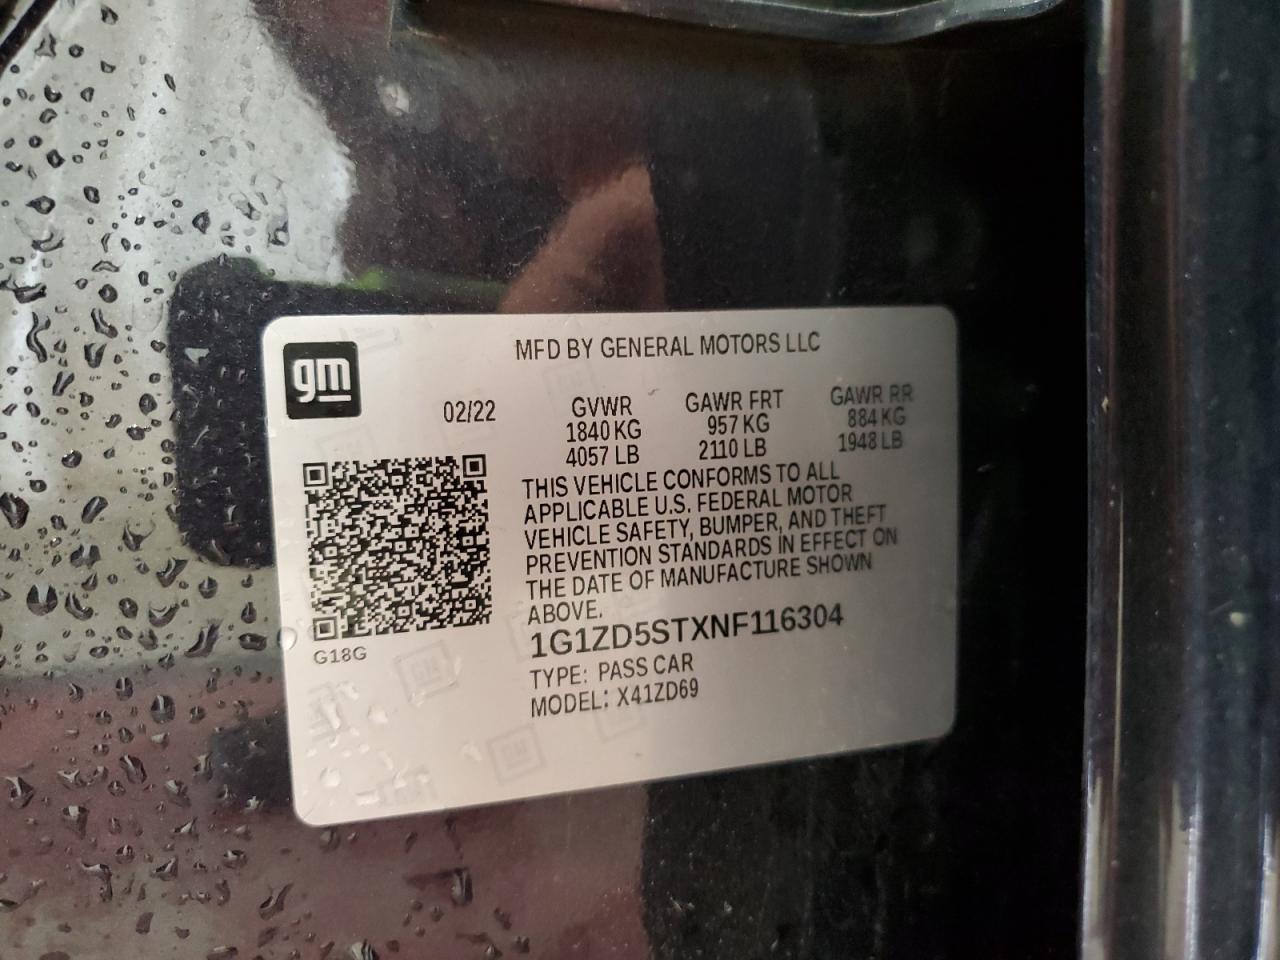 gm
MFD BY GENERAL MOTORS LLC
02/22
GVWR
1840 KG
4057 LB
GAWR FRT
957 KG
2110 LB
GAWR RR
884 KG
1948 LB
THIS VEHICLE CONFORMS TO ALL
APPLICABLE U.S. FEDERAL MOTOR
VEHICLE SAFETY, BUMPER, AND THEFT
PREVENTION STANDARDS IN EFFECT ON
THE DATE OF MANUFACTURE SHOWN
ABOVE.
1G1ZD5STXNF116304
TYPE: PASS CAR
MODEL: X41ZD69
G18G
GM
GM